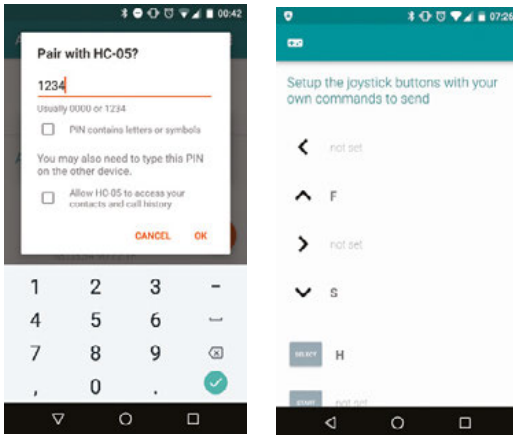 00:42
Pair with HC-05?
1234
Usually 0000 or 1234
PIN contains letters or symbols
You may also need to type this PIN
on the other device.
Allow HC-05 to access your
contacts and call history
CANCEL OK
1 2 3 -
4 5 6
7 8 9
, 0 .
07:26
Setup the joystick buttons with your
own commands to send
not set
F
not set
S
SELECT H
START not set